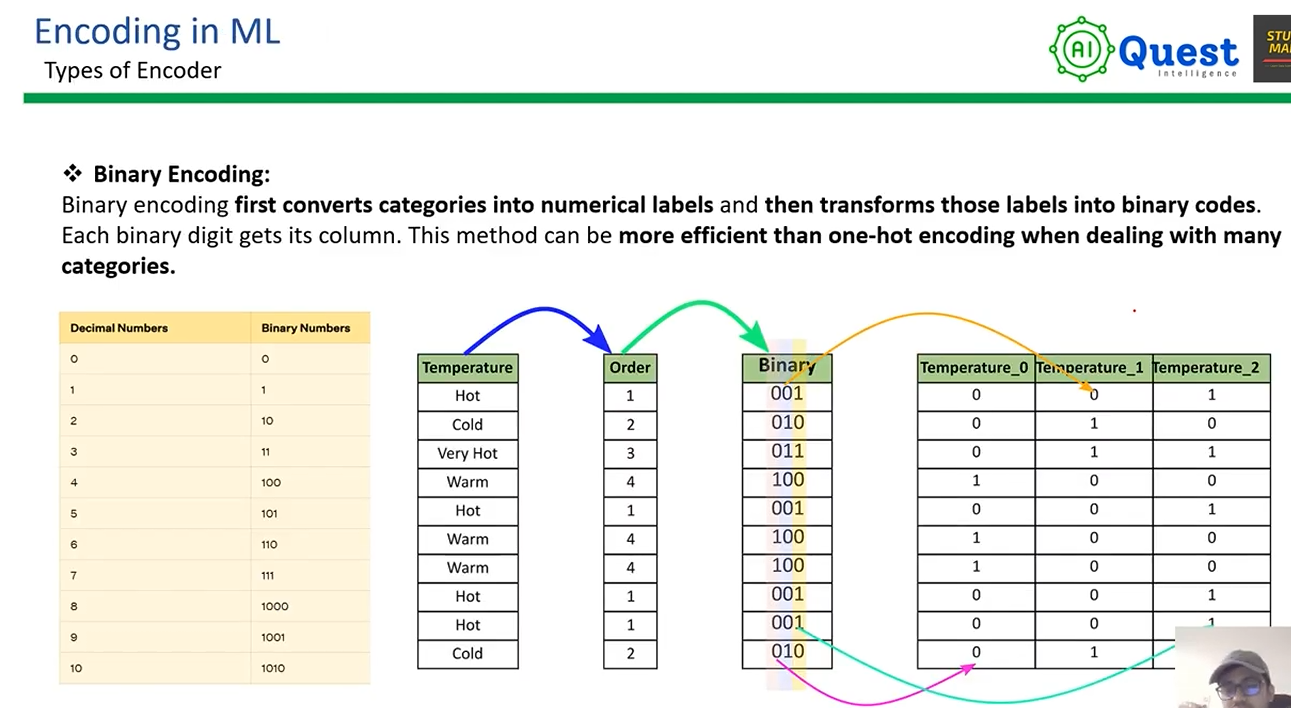 Encoding in ML
Types of Encoder
AI Quest
Intelligence
❖ Binary Encoding:
Binary encoding first converts categories into numerical labels and then transforms those labels into binary codes.
Each binary digit gets its column. This method can be more efficient than one-hot encoding when dealing with many
categories.
Decimal Numbers Binary Numbers
0 0
1 1
2 10
3 11
4 100
5 101
6 110
7 111
8 1000
9 1001
10 1010
Temperature Order Binary Temperature_0 Temperature_1 Temperature_2
Hot 1 001 0 0 1
Cold 2 010 0 1 0
Very Hot 3 011 0 1 1
Warm 4 100 1 0 0
Hot 1 001 0 0 1
Warm 4 100 1 0 0
Warm 4 100 1 0 0
Hot 1 001 0 0 1
Hot 1 001 0 0 1
Cold 2 010 0 1